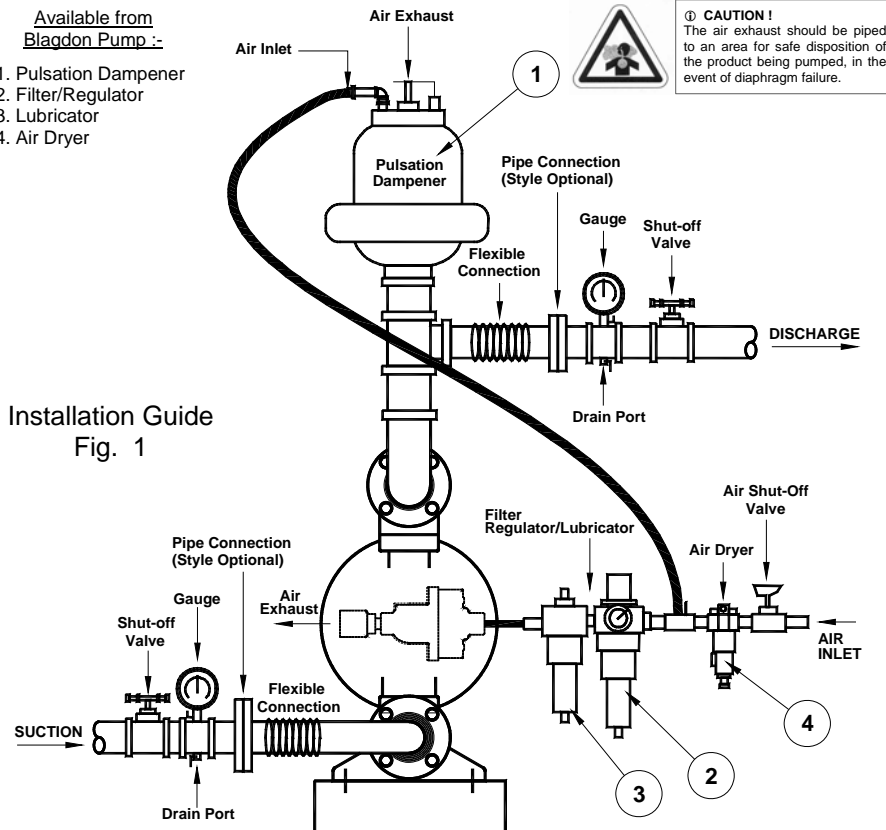 Available from
Blagdon Pump :-
1. Pulsation Dampener
2. Filter/Regulator
3. Lubricator
4. Air Dryer
Air Exhaust
Air Inlet
1
ⓘ CAUTION !
The air exhaust should be piped
to an area for safe disposition of
the product being pumped, in the
event of diaphragm failure.
Pulsation
Dampener
Pipe Connection
(Style Optional)
Gauge
Shut-off
Valve
Flexible
Connection
DISCHARGE
Drain Port
Installation Guide
Fig. 1
Filter
Regulator/Lubricator
Air Shut-Off
Valve
Air Dryer
AIR
INLET
Pipe Connection
(Style Optional)
Air
Exhaust
Gauge
Shut-off
Valve
Flexible
Connection
SUCTION
Drain Port
4
2
3